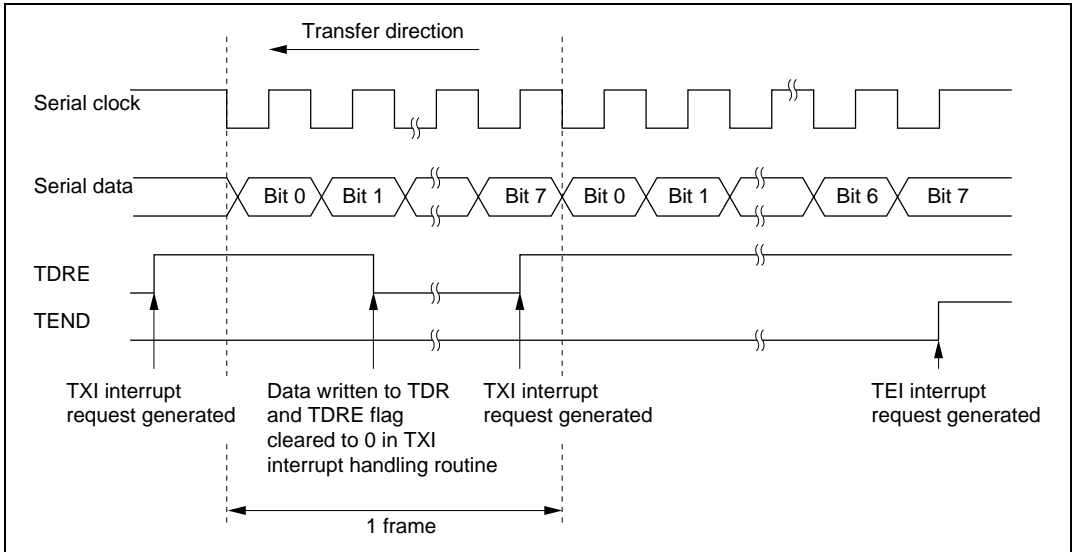 Transfer direction
Serial clock
Serial data
Bit 0 Bit 1 Bit 7 Bit 0 Bit 1 Bit 6 Bit 7
TDRE
TEND
TXI interrupt
request generated
Data written to TDR
and TDRE flag
cleared to 0 in TXI
interrupt handling routine
TXI interrupt
request generated
TEI interrupt
request generated
1 frame